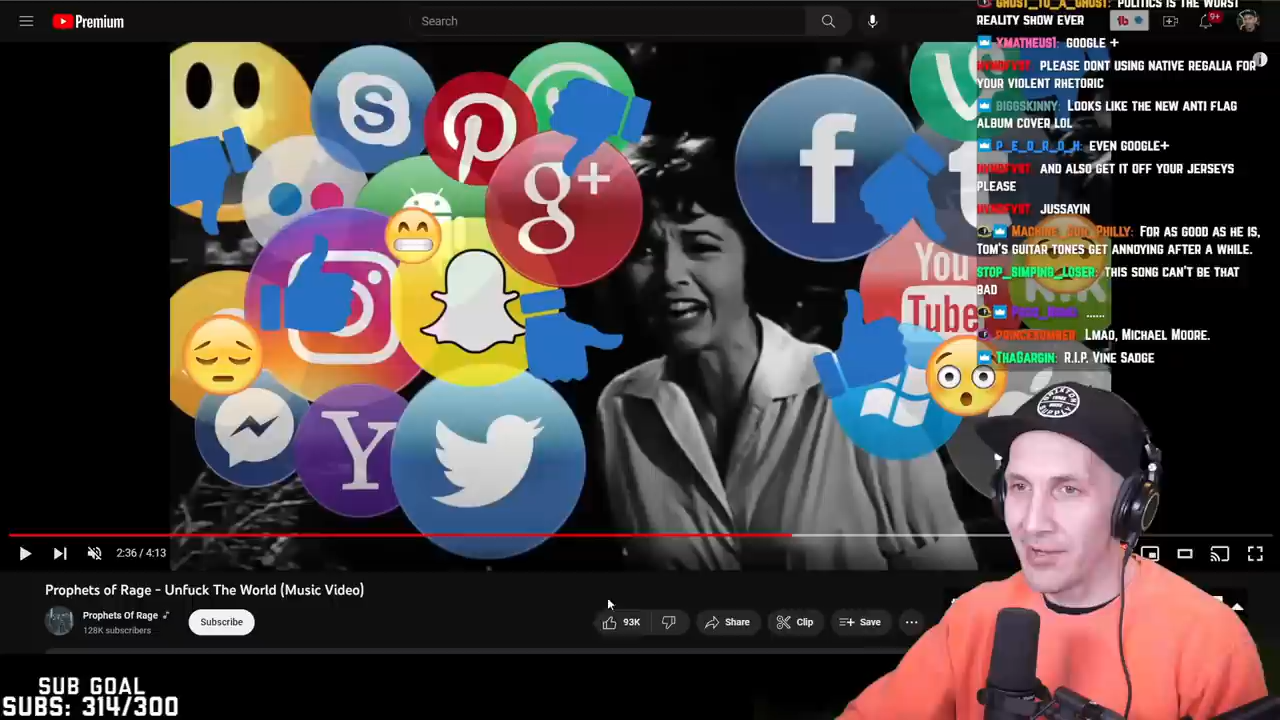 Premium
Search
9+
GHOST_TO_A_GHOST: POLITICS IS THE WORST
REALITY SHOW EVER
XMATHEUS1: GOOGLE +
PLEASE DONT USING NATIVE REGALIA FOR
YOUR VIOLENT RHETORIC
BIGGSKINNY: LOOKS LIKE THE NEW ANTI FLAG
ALBUM COVER LOL
P_E_D_R_O_H: EVEN GOOGLE+
AND ALSO GET IT OFF YOUR JERSEYS
PLEASE
JUSSAYIN
MACHINE_GUN_PHILLY: FOR AS GOOD AS HE IS,
TOM'S GUITAR TONES GET ANNOYING AFTER A WHILE.
STOP_SIMPING_LOSER: THIS SONG CAN'T BE THAT
BAD
......
PRINCEBOMBER: LMAO, MICHAEL MOORE.
THABARGIN: R.I.P. VINE SADGE
S
g+
f
t
You
Tube
Y
2:36 / 4:13
Prophets of Rage - Unfuck The World (Music Video)
Prophets Of Rage
128K subscribers
Subscribe
93K
Share
Clip
Save
SUB GOAL
SUBS: 314/300